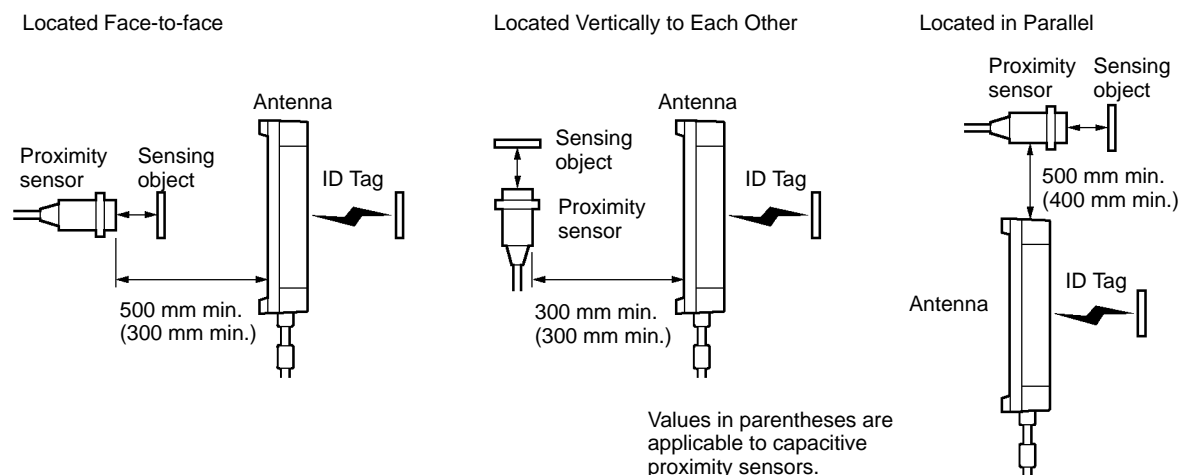 Located Face-to-face
Antenna
Proximity
sensor
Sensing
object
ID Tag
500 mm min.
(300 mm min.)
Located Vertically to Each Other
Antenna
Sensing
object
Proximity
sensor
ID Tag
300 mm min.
(300 mm min.)
Located in Parallel
Proximity
sensor
Sensing
object
500 mm min.
(400 mm min.)
ID Tag
Antenna
Values in parentheses are
applicable to capacitive
proximity sensors.